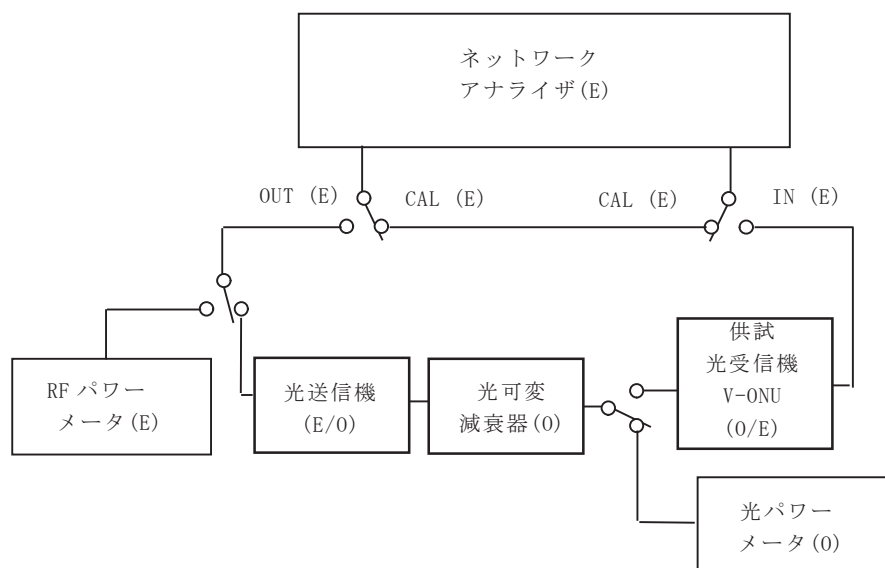 ネットワーク
アナライザ(E)
OUT (E)
CAL (E)
CAL (E)
IN (E)
RF パワー
メータ(E)
光送信機
(E/O)
光可変
減衰器(O)
供試
光受信機
V-ONU
(O/E)
光パワー
メータ(O)